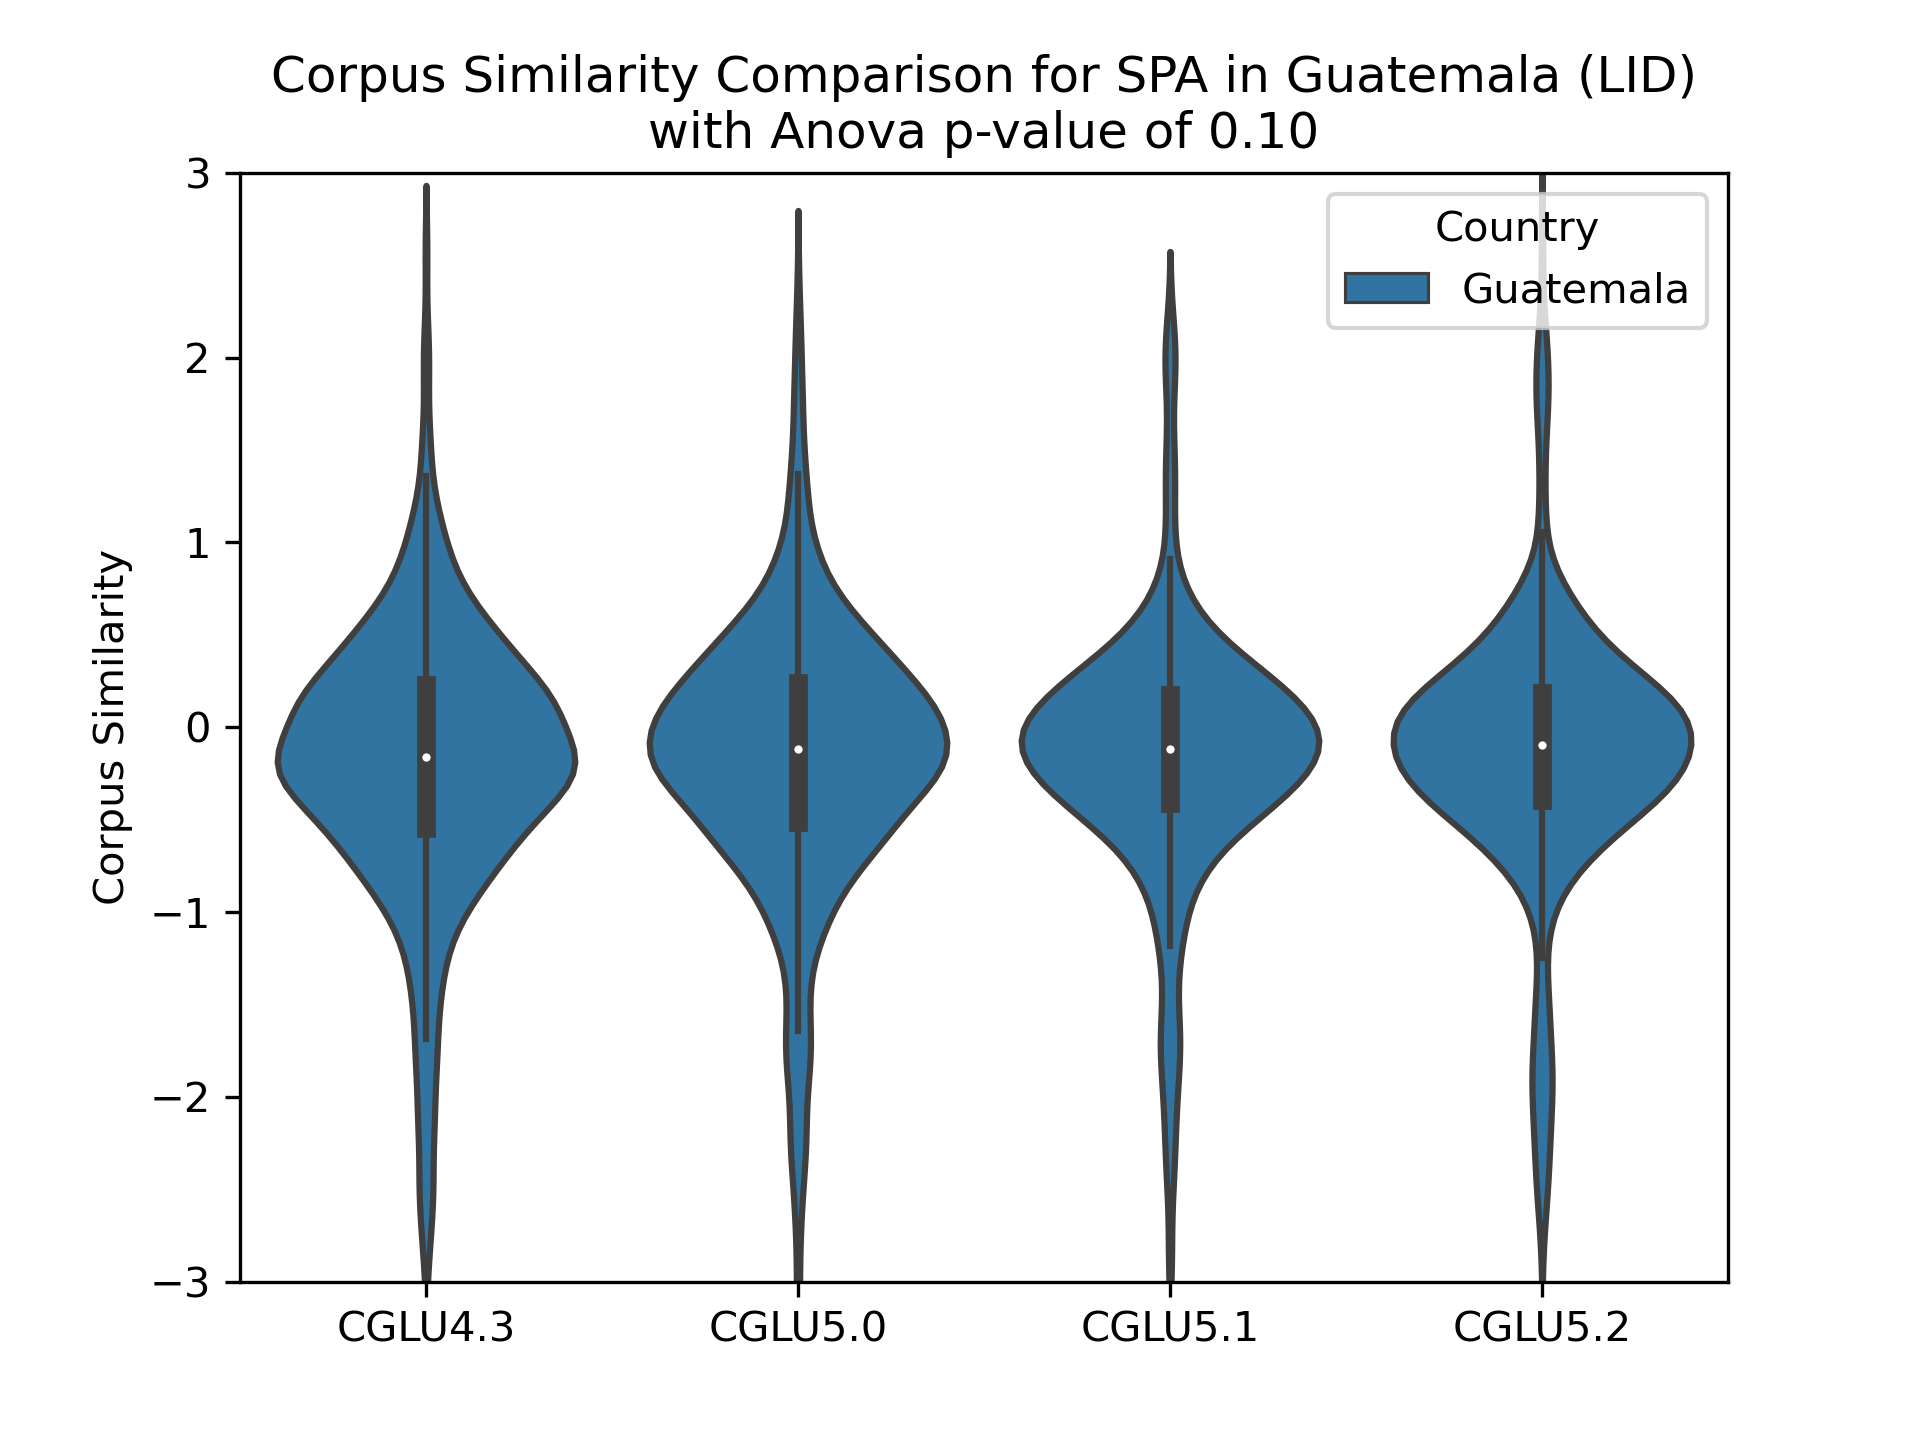 Corpus Similarity Comparison for SPA in Guatemala (LID)
with Anova p-value of 0.10
Country
Guatemala
Corpus Similarity
3
2
1
0
−1
−2
−3
CGLU4.3
CGLU5.0
CGLU5.1
CGLU5.2